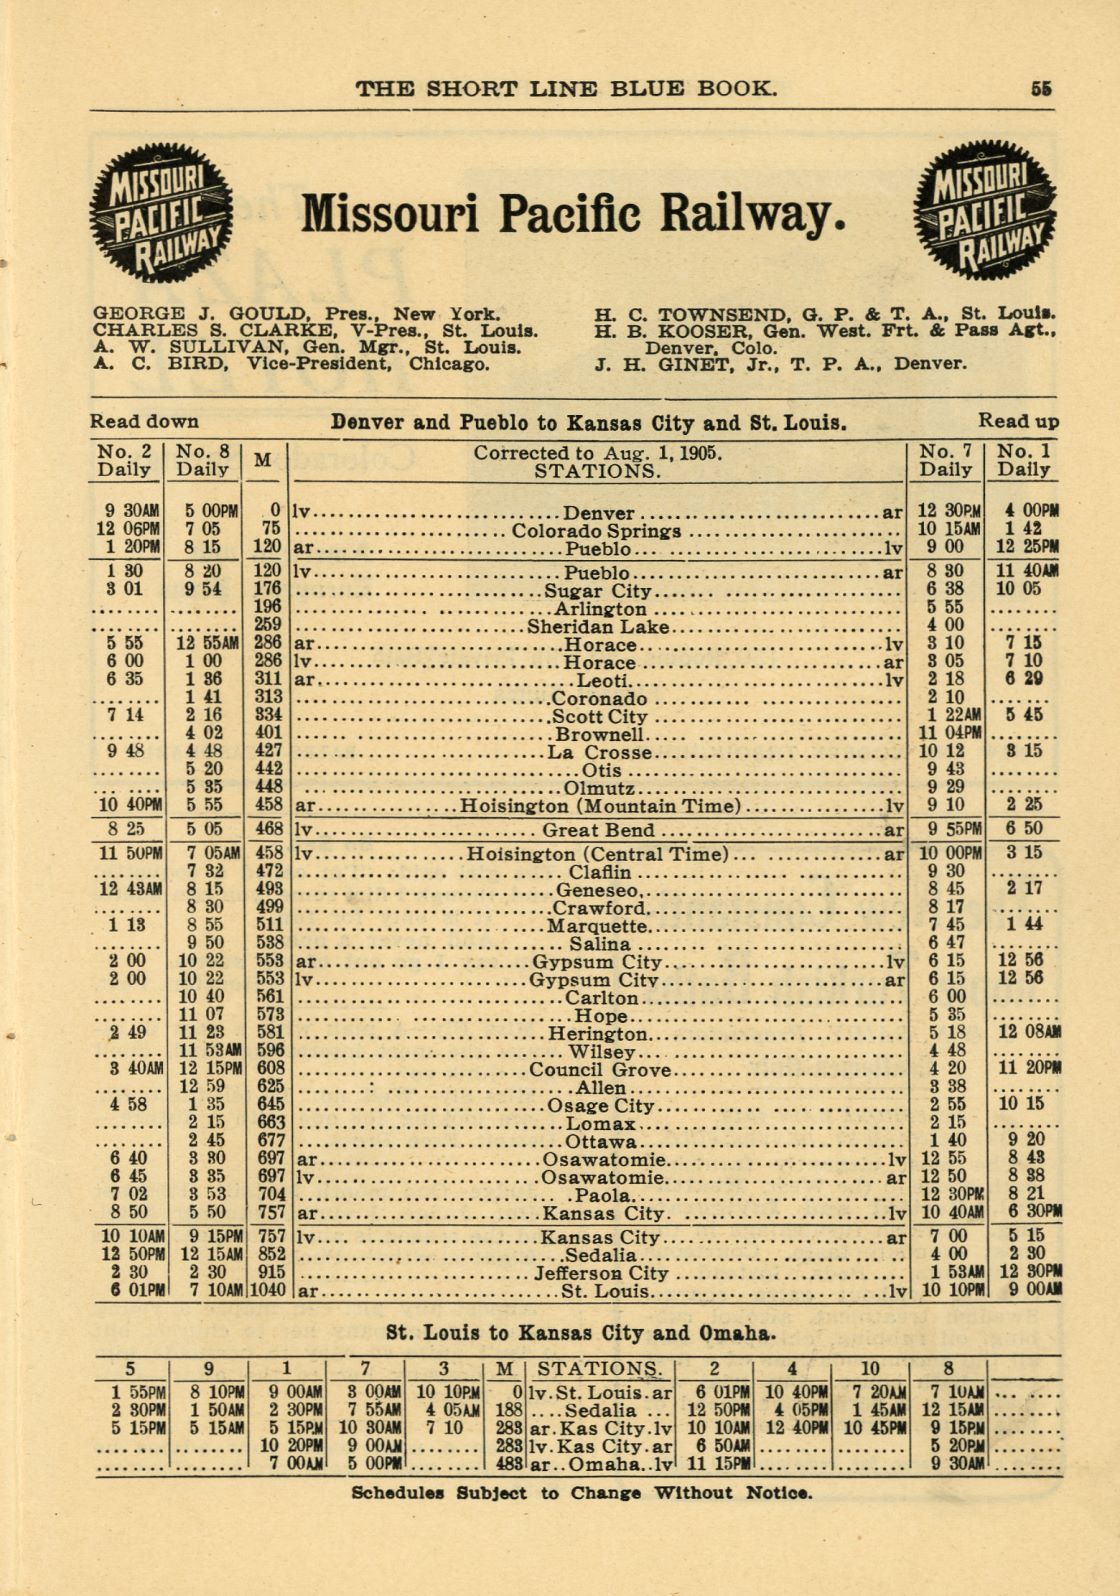 THE SHORT LINE BLUE BOOK. 55
MISSOURI PACIFIC RAILWAY
Missouri Pacific Railway.
MISSOURI PACIFIC RAILWAY
GEORGE J. GOULD, Pres., New York.
CHARLES S. CLARKE, V-Pres., St. Louis.
A. W. SULLIVAN, Gen. Mgr., St. Louis.
A. C. BIRD, Vice-President, Chicago.
H. C. TOWNSEND, G. P. & T. A., St. Louis.
H. B. KOOSER, Gen. West. Frt. & Pass Agt.,
Denver, Colo.
J. H. GINET, Jr., T. P. A., Denver.
Read down Denver and Pueblo to Kansas City and St. Louis. Read up
No. 2 Daily No. 8 Daily M Corrected to Aug. 1, 1905. STATIONS. No. 7 Daily No. 1 Daily
9 30AM 5 00PM 0 lv Denver ar 12 30PM 4 00PM
12 06PM 7 05 75 Colorado Springs 10 15AM 1 42
1 20PM 8 15 120 ar Pueblo lv 9 00 12 25PM
1 30 8 20 120 lv Pueblo ar 8 30 11 40AM
3 01 9 54 176 Sugar City 6 38 10 05
........ ........ 196 Arlington 5 55 ........
........ ........ 259 Sheridan Lake 4 00 ........
5 55 12 55AM 286 ar Horace lv 3 10 7 15
6 00 1 00 286 lv Horace ar 3 05 7 10
6 35 1 36 311 ar Leoti lv 2 18 6 29
........ 1 41 313 Coronado 2 10 ........
7 14 2 16 334 Scott City 1 22AM 5 45
........ 4 02 401 Brownell 11 04PM ........
9 48 4 48 427 La Crosse 10 12 3 15
........ 5 20 442 Otis 9 43 ........
........ 5 35 448 Olmutz 9 29 ........
10 40PM 5 55 458 ar Hoisington (Mountain Time) lv 9 10 2 25
8 25 5 05 468 lv Great Bend ar 9 55PM 6 50
11 50PM 7 05AM 458 lv Hoisington (Central Time) ar 10 00PM 3 15
........ 7 32 472 Claflin 9 30 ........
12 43AM 8 15 493 Geneseo 8 45 2 17
........ 8 30 499 Crawford 8 17 ........
1 13 8 55 511 Marquette 7 45 1 44
........ 9 50 538 Salina 6 47 ........
2 00 10 22 553 ar Gypsum City lv 6 15 12 56
2 00 10 22 553 lv Gypsum City ar 6 15 12 56
........ 10 40 561 Carlton 6 00 ........
........ 11 07 573 Hope 5 35 ........
2 49 11 23 581 Herington 5 18 12 08AM
........ 11 53AM 596 Wilsey 4 48 ........
3 40AM 12 15PM 608 Council Grove 4 20 11 20PM
........ 12 59 625 Allen 3 38 ........
4 58 1 35 645 Osage City 2 55 10 15
........ 2 15 663 Lomax 2 15 ........
........ 2 45 677 Ottawa 1 40 9 20
6 40 3 30 697 ar Osawatomie lv 12 55 8 43
6 45 3 35 697 lv Osawatomie ar 12 50 8 38
7 02 3 53 704 Paola 12 30PM 8 21
8 50 5 50 757 ar Kansas City lv 10 40AM 6 30PM
10 10AM 9 15PM 757 lv Kansas City ar 7 00 5 15
12 50PM 12 15AM 852 Sedalia 4 00 2 30
2 30 2 30 915 Jefferson City 1 53AM 12 30PM
6 01PM 7 10AM 1040 ar St. Louis lv 10 10PM 9 00AM
St. Louis to Kansas City and Omaha.
5 9 1 7 3 M STATIONS. 2 4 10 8
1 55PM 8 10PM 9 00AM 3 00AM 10 10PM 0 lv.St. Louis.ar 6 01PM 10 40PM 7 20AM 7 10AM ........
2 30PM 1 50AM 2 30PM 7 55AM 4 05AM 188 ....Sedalia ... 12 50PM 4 05PM 1 45AM 12 15AM ........
5 15PM 5 15AM 5 15PM 10 30AM 7 10 283 ar.Kas City.lv 10 10AM 12 40PM 10 45PM 9 15PM ........
........ ........ 10 20PM 9 00AM ........ 283 lv.Kas City.ar 6 50AM ........ ........ 5 20PM ........
........ ........ 7 00AM 5 00PM ........ 483 ar..Omaha..lv 11 15PM ........ ........ 9 30AM ........
Schedules Subject to Change Without Notice.